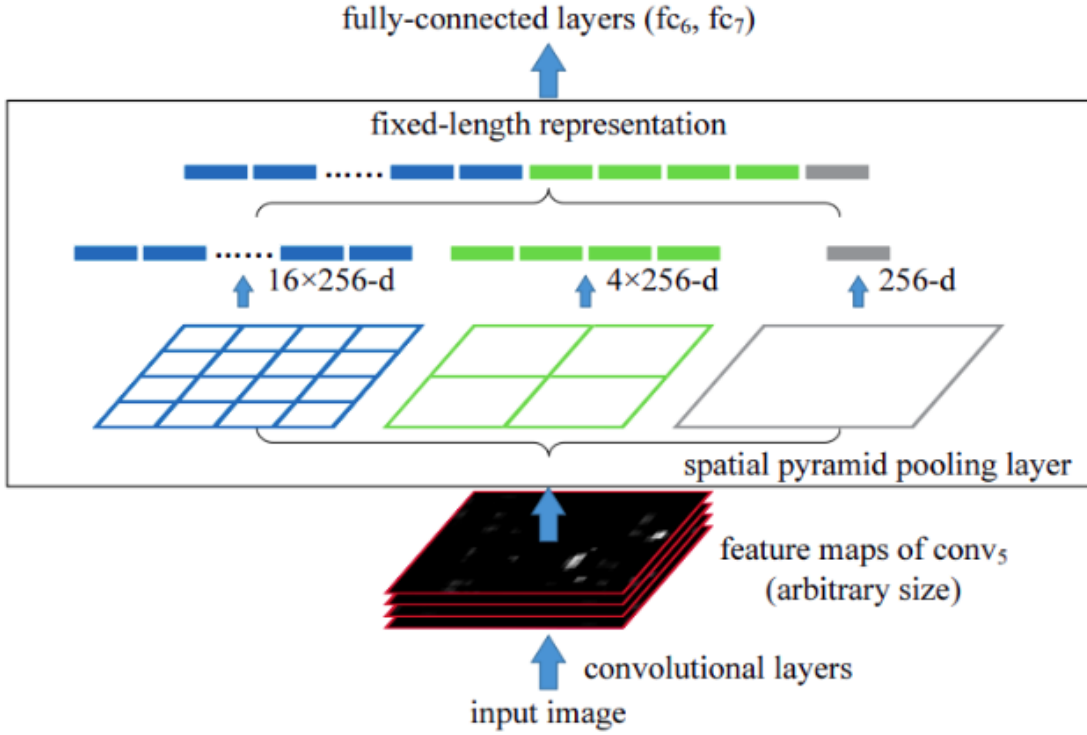 fully-connected layers (fc₆, fc₇)
fixed-length representation
……
……
16×256-d
4×256-d
256-d
spatial pyramid pooling layer
feature maps of conv₅
(arbitrary size)
convolutional layers
input image